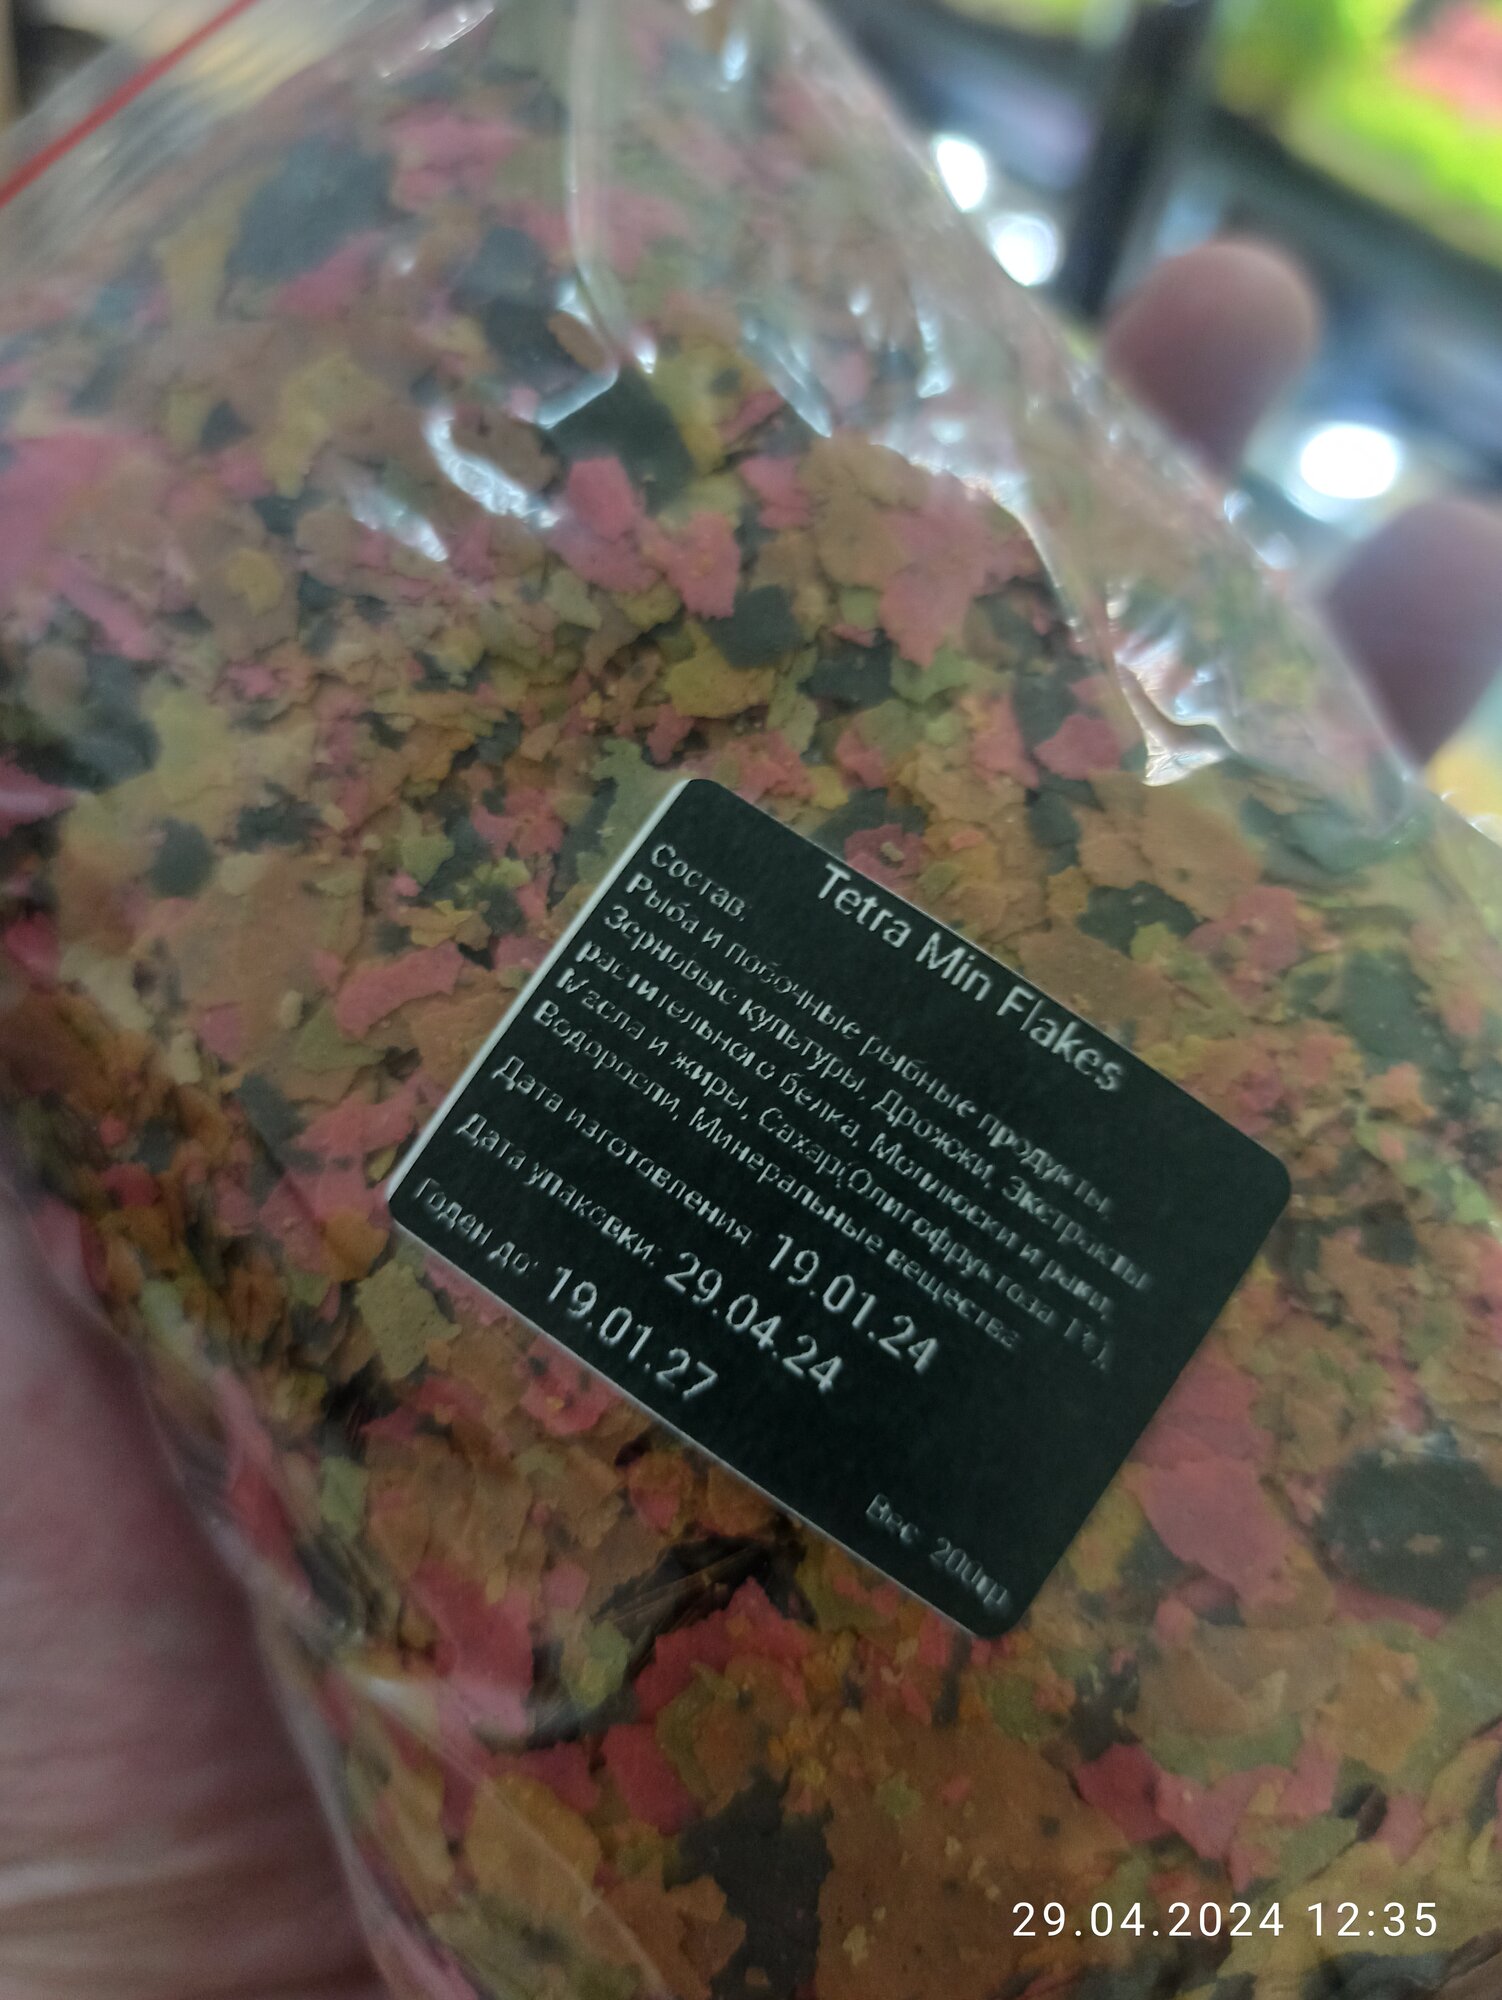 Tetra Min Flakes
Состав.
Рыба и побочные рыбные продукты,
Зерновые культуры, Дрожжи, Экстракты
растительного белка, Моллюски и раки,
Масла и жиры, Сахар(Олигофруктоза 1%),
Водоросли, Минеральные вещества
Дата изготовления 19.01.24
Дата упаковки: 29.04.24
Годен до: 19.01.27
Вес 200гр.
29.04.2024 12:35